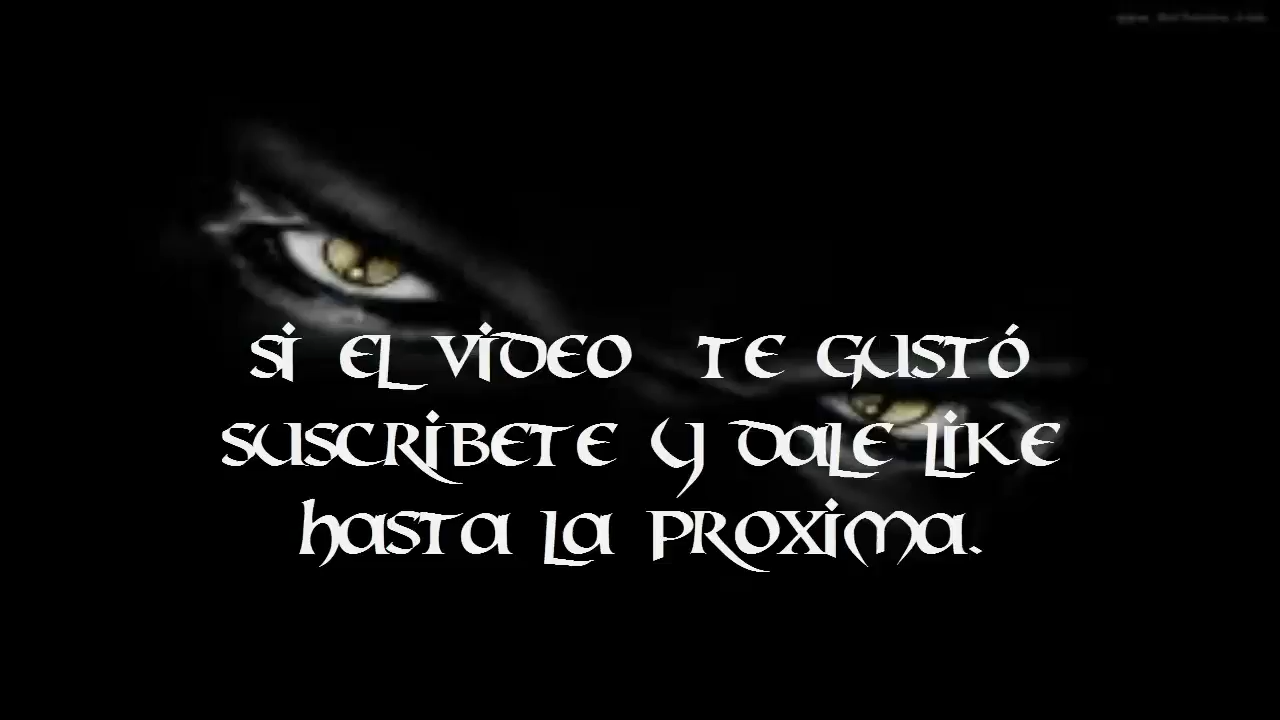 si el video te gustó
suscribete y dale like
hasta la proxima.